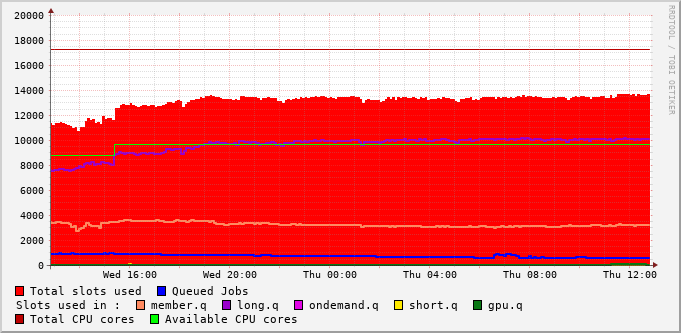 20000
18000
16000
14000
12000
10000
8000
6000
4000
2000
0
Wed 16:00 Wed 20:00 Thu 00:00 Thu 04:00 Thu 08:00 Thu 12:00
Total slots used Queued Jobs
Slots used in : member.q long.q ondemand.q short.q gpu.q
Total CPU cores Available CPU cores
RRDTOOL / TOBI OETIKER